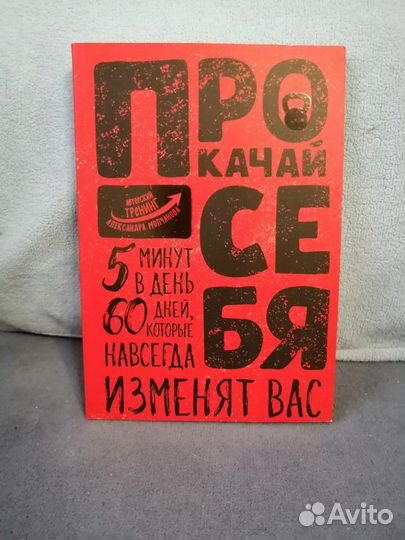 ПРО
КАЧАЙ
СЕ
БЯ
АВТОРСКИЙ
ТРЕНИНГ
АЛЕКСАНДРА МОЛЧАНОВА
5 МИНУТ
В ДЕНЬ
60 ДНЕЙ,
КОТОРЫЕ
НАВСЕГДА
ИЗМЕНЯТ ВАС
Avito